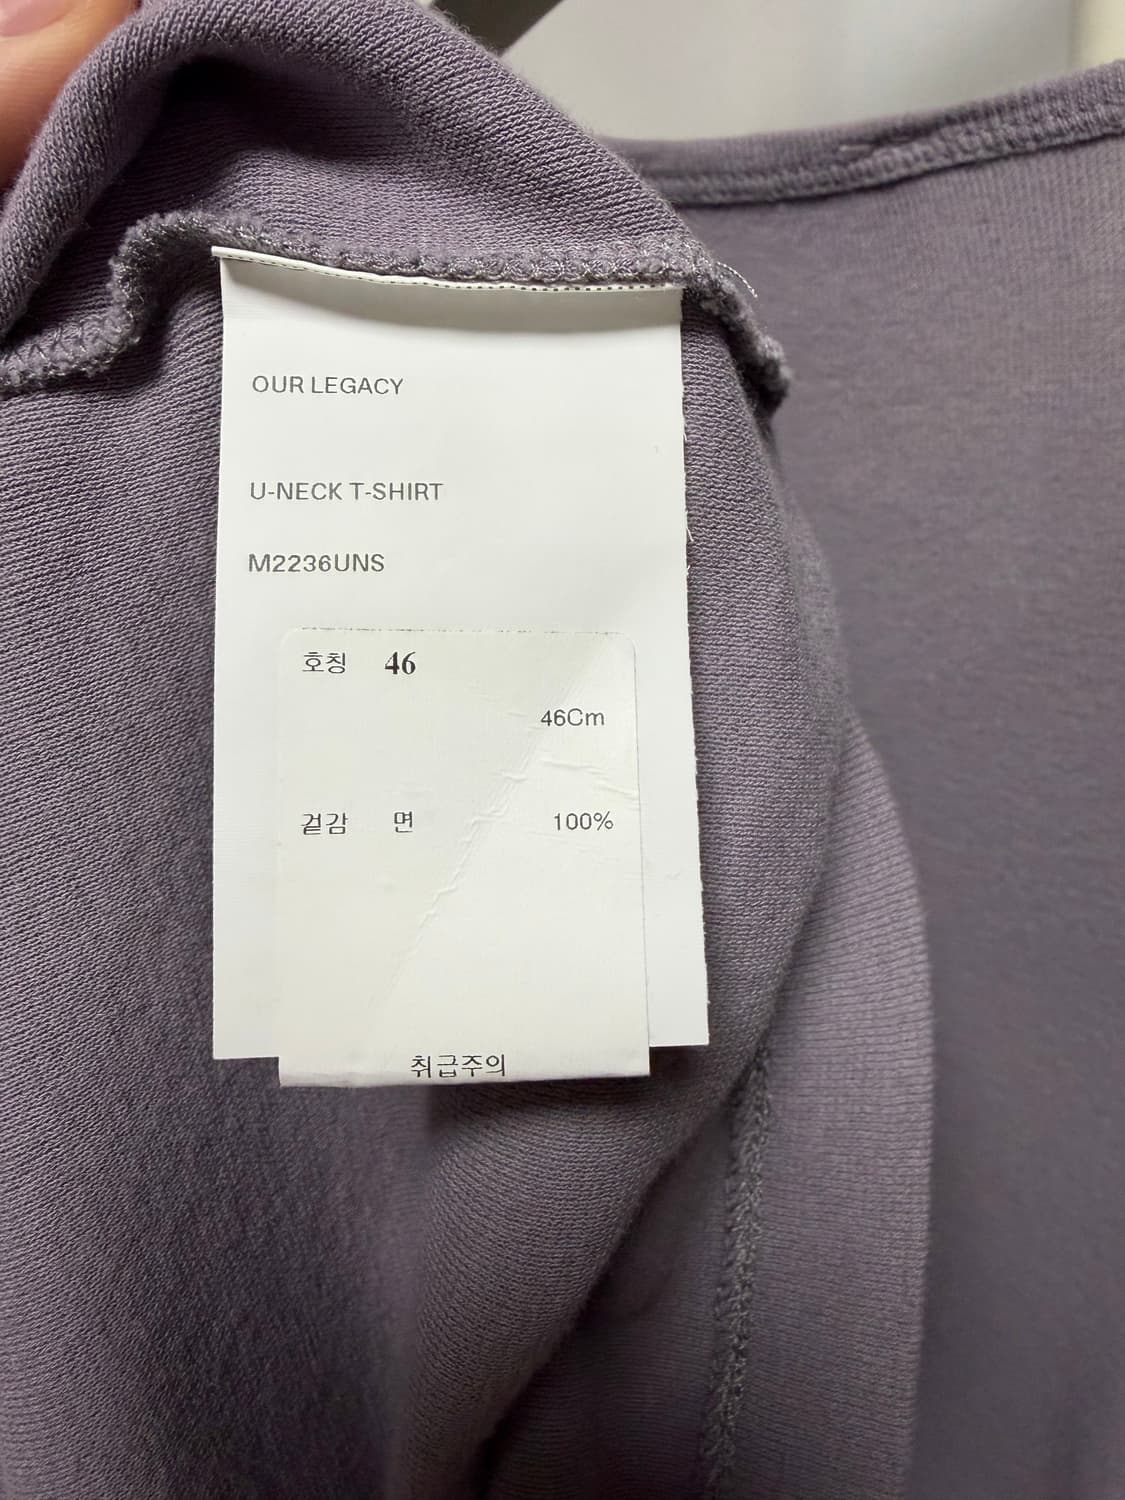 OUR LEGACY
U-NECK T-SHIRT
M2236UNS
호칭 46
46Cm
겉감 면 100%
취급주의